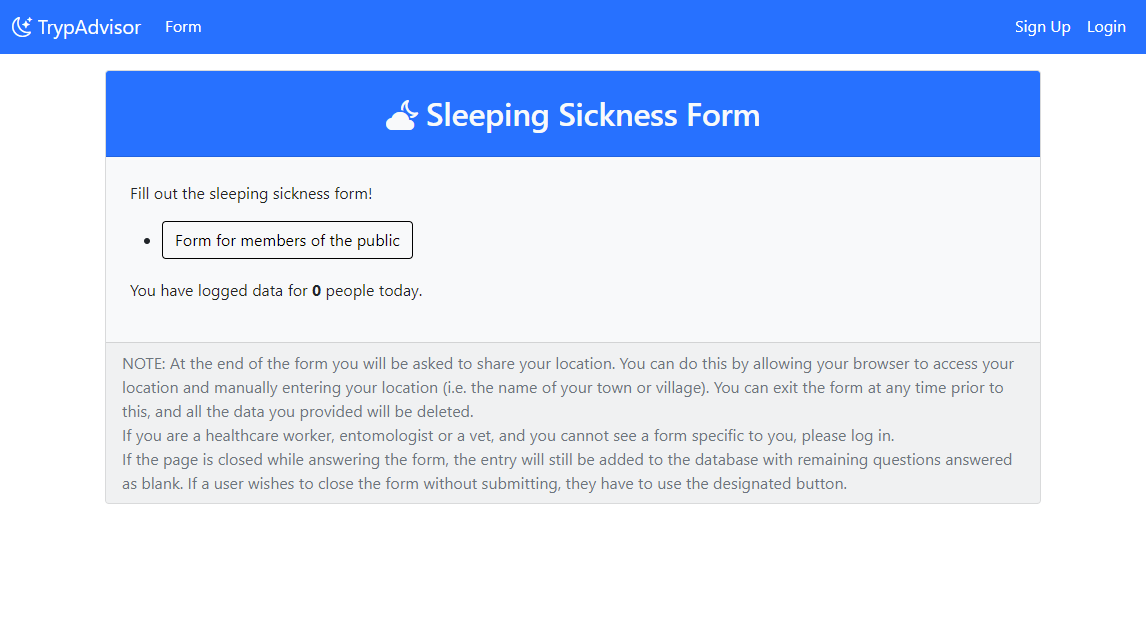 TrypAdvisor Form Sign Up Login
Sleeping Sickness Form
Fill out the sleeping sickness form!
Form for members of the public
You have logged data for 0 people today.
NOTE: At the end of the form you will be asked to share your location. You can do this by allowing your browser to access your
location and manually entering your location (i.e. the name of your town or village). You can exit the form at any time prior to
this, and all the data you provided will be deleted.
If you are a healthcare worker, entomologist or a vet, and you cannot see a form specific to you, please log in.
If the page is closed while answering the form, the entry will still be added to the database with remaining questions answered
as blank. If a user wishes to close the form without submitting, they have to use the designated button.